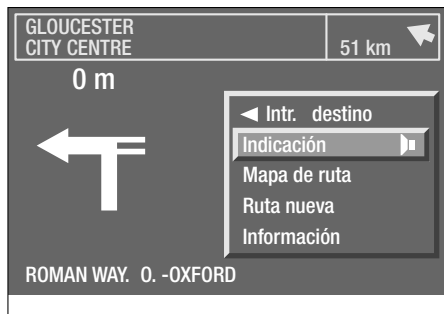 GLOUCESTER
CITY CENTRE
51 km
0 m
Intr. destino
Indicación
Mapa de ruta
Ruta nueva
Información
ROMAN WAY. O. -OXFORD